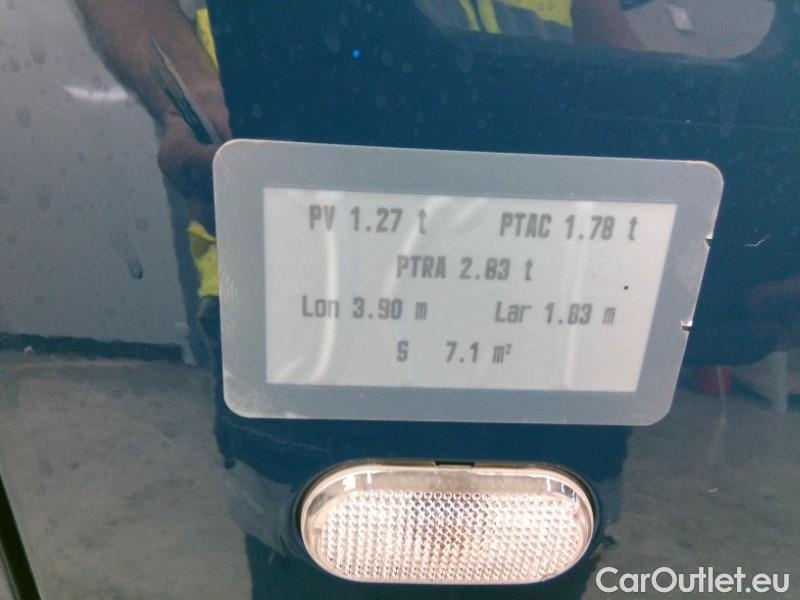 PV 1.27 t PTAC 1.78 t
PTRA 2.83 t
Lon 3.90 m Lar 1.83 m
S 7.1 m²
CarOutlet.eu